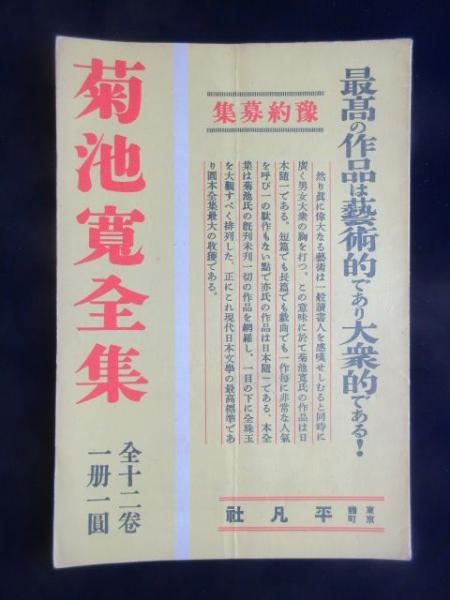 最高の作品は藝術的であり大衆的である!
豫約募集
然り眞に偉大なる藝術は一般讀書人を感嘆せしむると同時に
廣く男女大衆の胸を打つ。この意味に於て菊池寬氏の作品は日
本隨一である。短篇でも長篇でも戯曲でも一作毎に非常な人氣
を呼び一の駄作もない點で亦氏の作品は日本隨一である。本全
集は菊池氏の既刊未刊一切の作品を網羅し、一目の下に全珠玉
を大觀すべく排列した、正にこれ現代日本文學の最高標準であ
り圓本全集最大の收獲である。
東京
麹町
平凡社
菊池寬全集
全十二卷
一册一圓